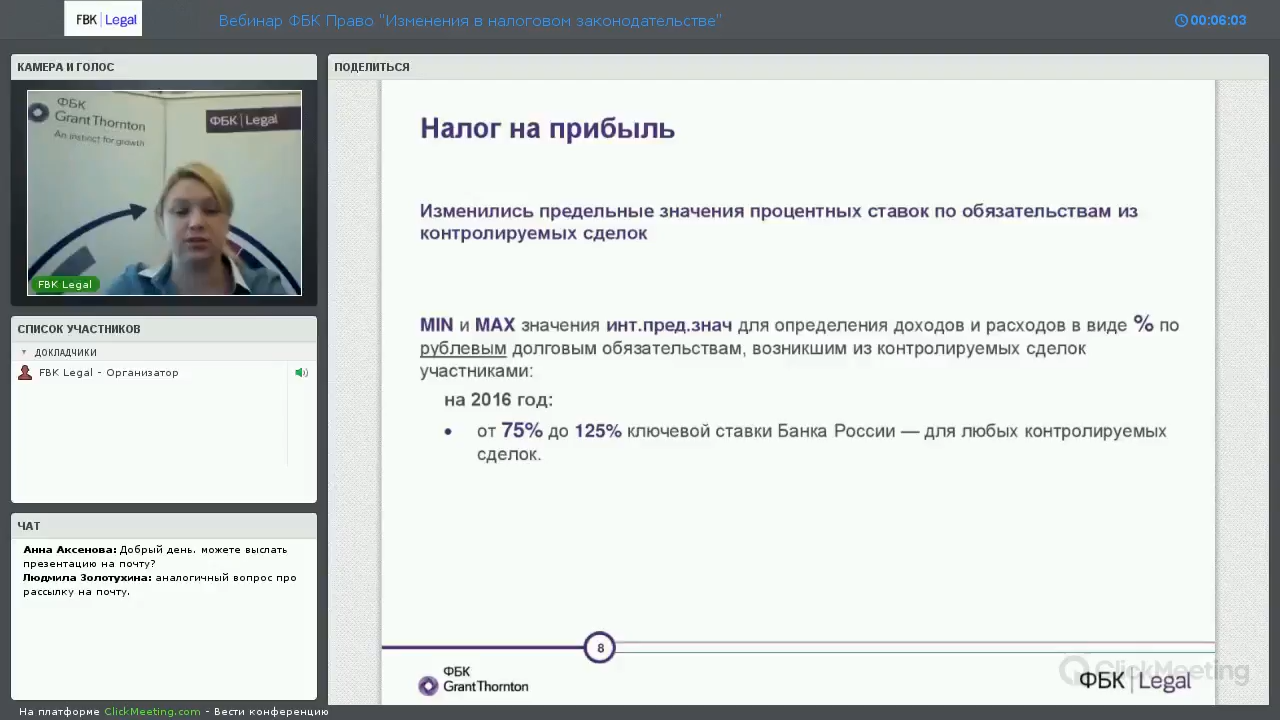 FBK Legal
Вебинар ФБК Право "Изменения в налоговом законодательстве"
00:06:03
КАМЕРА И ГОЛОС
ФБК
Grant Thornton
An instinct for growth
ФБК Legal
FBK Legal
СПИСОК УЧАСТНИКОВ
ДОКЛАДЧИКИ
FBK Legal - Организатор
ЧАТ
Анна Аксенова: Добрый день. можете выслать
презентацию на почту?
Людмила Золотухина: аналогичный вопрос про
рассылку на почту.
ПОДЕЛИТЬСЯ
Налог на прибыль
Изменились предельные значения процентных ставок по обязательствам из
контролируемых сделок
MIN и MAX значения инт.пред.знач для определения доходов и расходов в виде % по
рублевым долговым обязательствам, возникшим из контролируемых сделок
участниками:
на 2016 год:
• от 75% до 125% ключевой ставки Банка России — для любых контролируемых
сделок.
8
ФБК
Grant Thornton
ClickMeeting
ФБК Legal
На платформе ClickMeeting.com - Вести конференцию